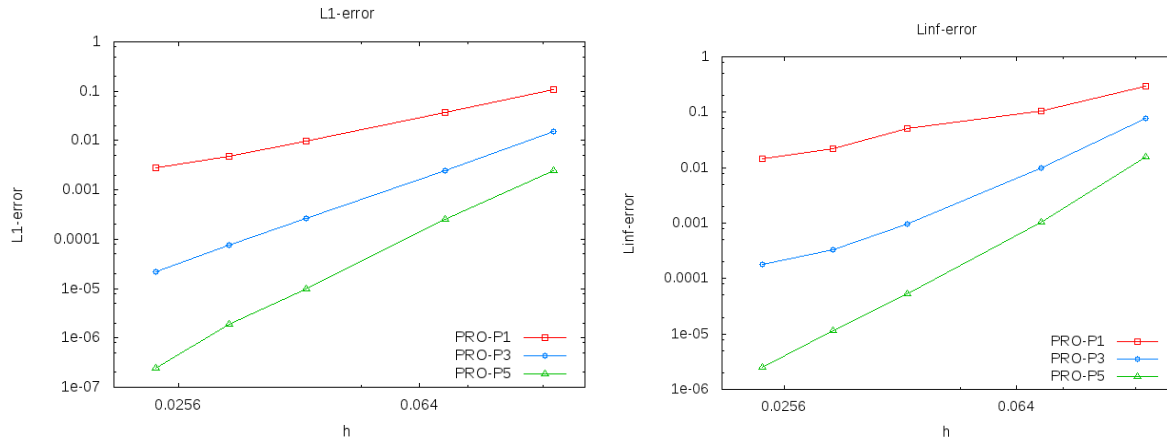 L1-error
1
0.1
0.01
0.001
0.0001
1e-05
1e-06
1e-07
L1-error
PRO-P1
PRO-P3
PRO-P5
0.0256
0.064
h
Linf-error
1
0.1
0.01
0.001
0.0001
1e-05
1e-06
Linf-error
PRO-P1
PRO-P3
PRO-P5
0.0256
0.064
h